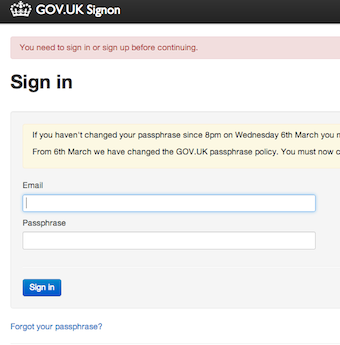 GOV.UK Signon
You need to sign in or sign up before continuing.
Sign in
If you haven't changed your passphrase since 8pm on Wednesday 6th March you m
From 6th March we have changed the GOV.UK passphrase policy. You must now c
Email
Passphrase
Sign in
Forgot your passphrase?